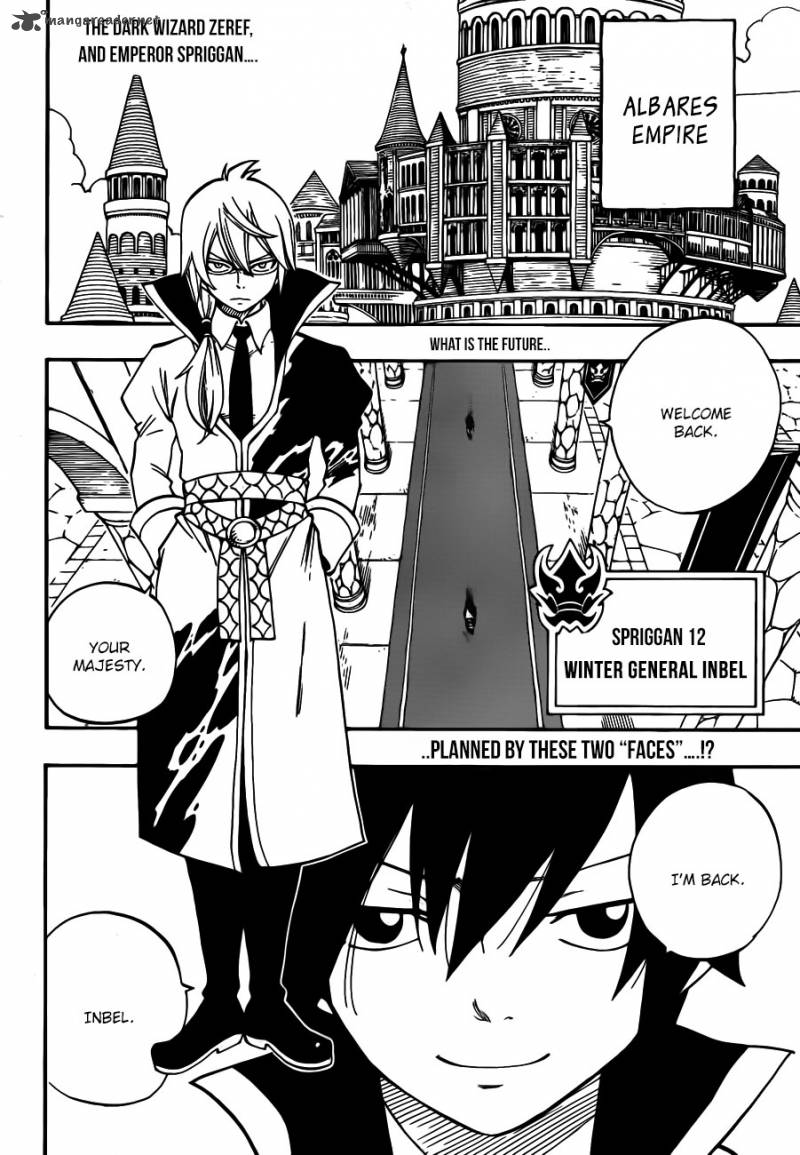 mangareader.net
THE DARK WIZARD ZEREF,
AND EMPEROR SPRIGGAN....
ALBARES
EMPIRE
WHAT IS THE FUTURE..
WELCOME
BACK.
YOUR
MAJESTY.
SPRIGGAN 12
WINTER GENERAL INBEL
..PLANNED BY THESE TWO “FACES”....!?
I'M BACK.
INBEL.